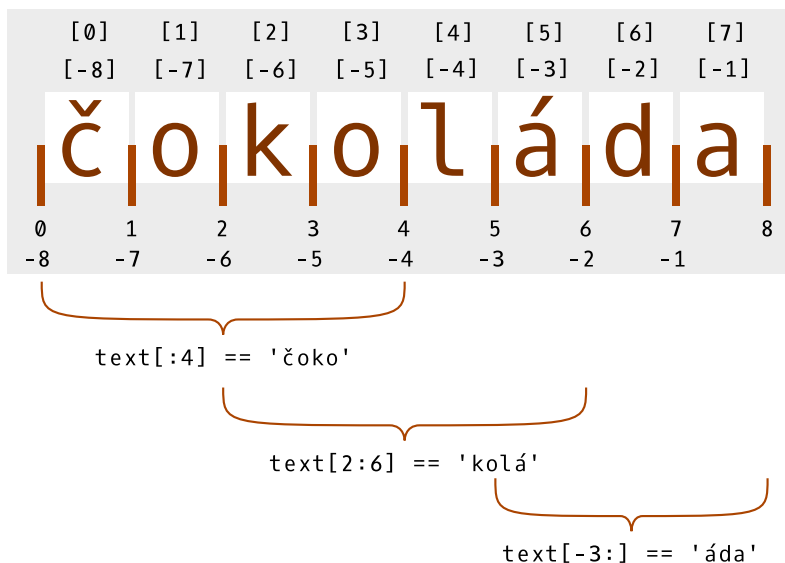 [0] [1] [2] [3] [4] [5] [6] [7]
[-8] [-7] [-6] [-5] [-4] [-3] [-2] [-1]
č o k o l á d a
0 1 2 3 4 5 6 7 8
-8 -7 -6 -5 -4 -3 -2 -1
text[:4] == 'čoko'
text[2:6] == 'kolá'
text[-3:] == 'áda'